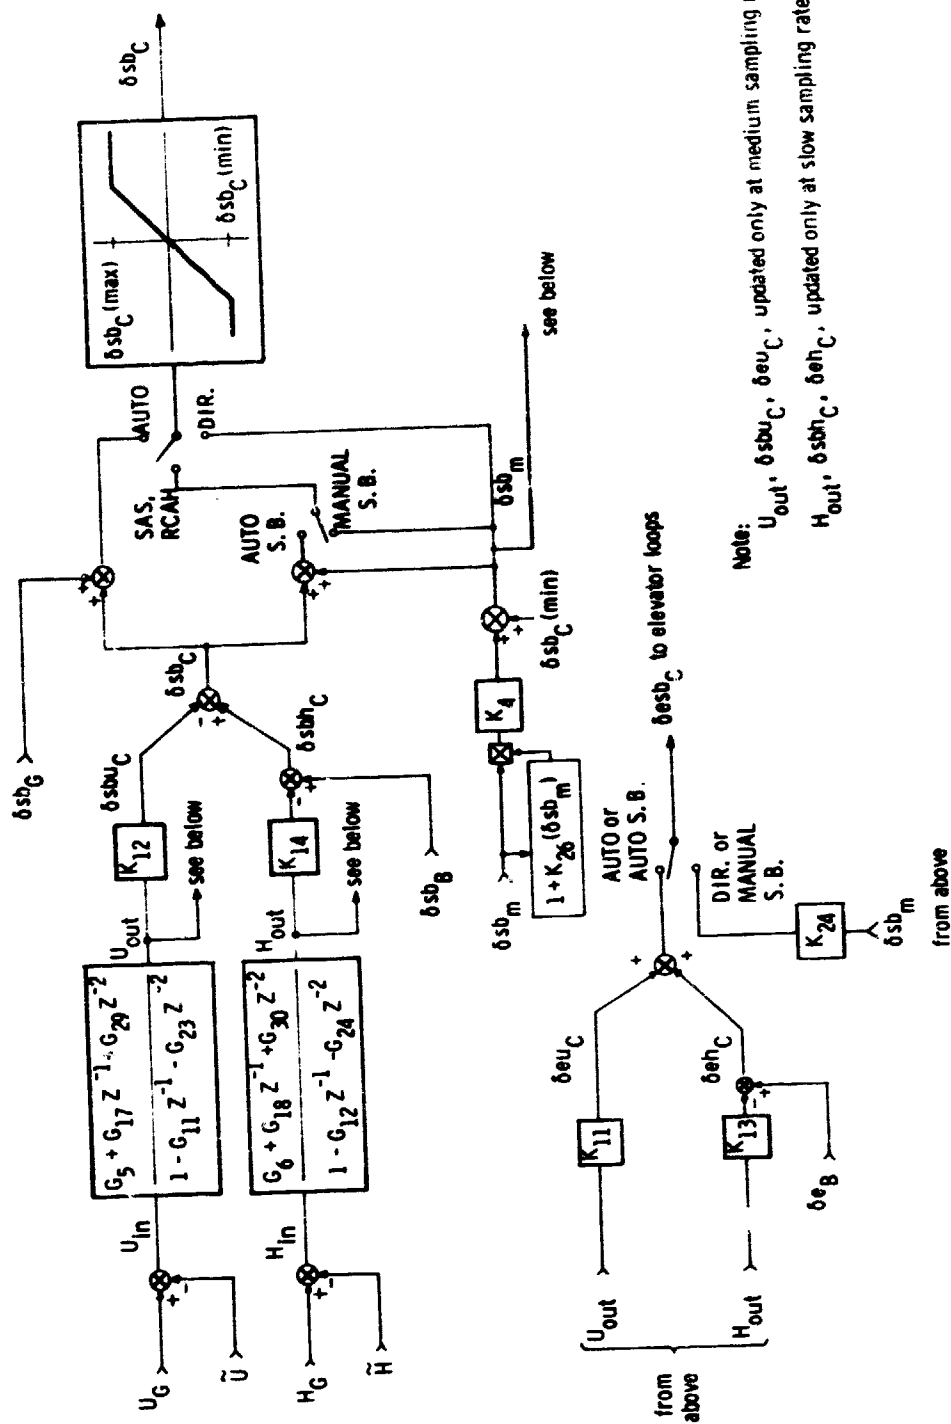 δsb_G
δsb_C
δsb_C (max)
δsb_C (min)
AUTO
DIR.
SAS,
RCAH
AUTO
S. B.
MANUAL
S. B.
δsb_m
see below
U_G
Ũ
U_in
G_5 + G_17 Z^-1 + G_29 Z^-2
1 - G_11 Z^-1 - G_23 Z^-2
U_out
K_12
δsbu_C
see below
δsb_C
H_G
H̃
H_in
G_6 + G_18 Z^-1 + G_30 Z^-2
1 - G_12 Z^-1 - G_24 Z^-2
H_out
K_14
δsbh_C
see below
δsb_B
δsb_m
1 + K_26 (δsb_m)
K_4
δsb_C (min)
from
above
U_out
K_11
δeu_C
H_out
K_13
δeh_C
δe_B
AUTO or
AUTO S. B.
δesb_C to elevator loops
DIR. or
MANUAL
S. B.
K_24
δsb_m
from above
Note:
U_out, δsbu_C, δeu_C, updated only at medium sampling
H_out, δsbh_C, δeh_C, updated only at slow sampling rate